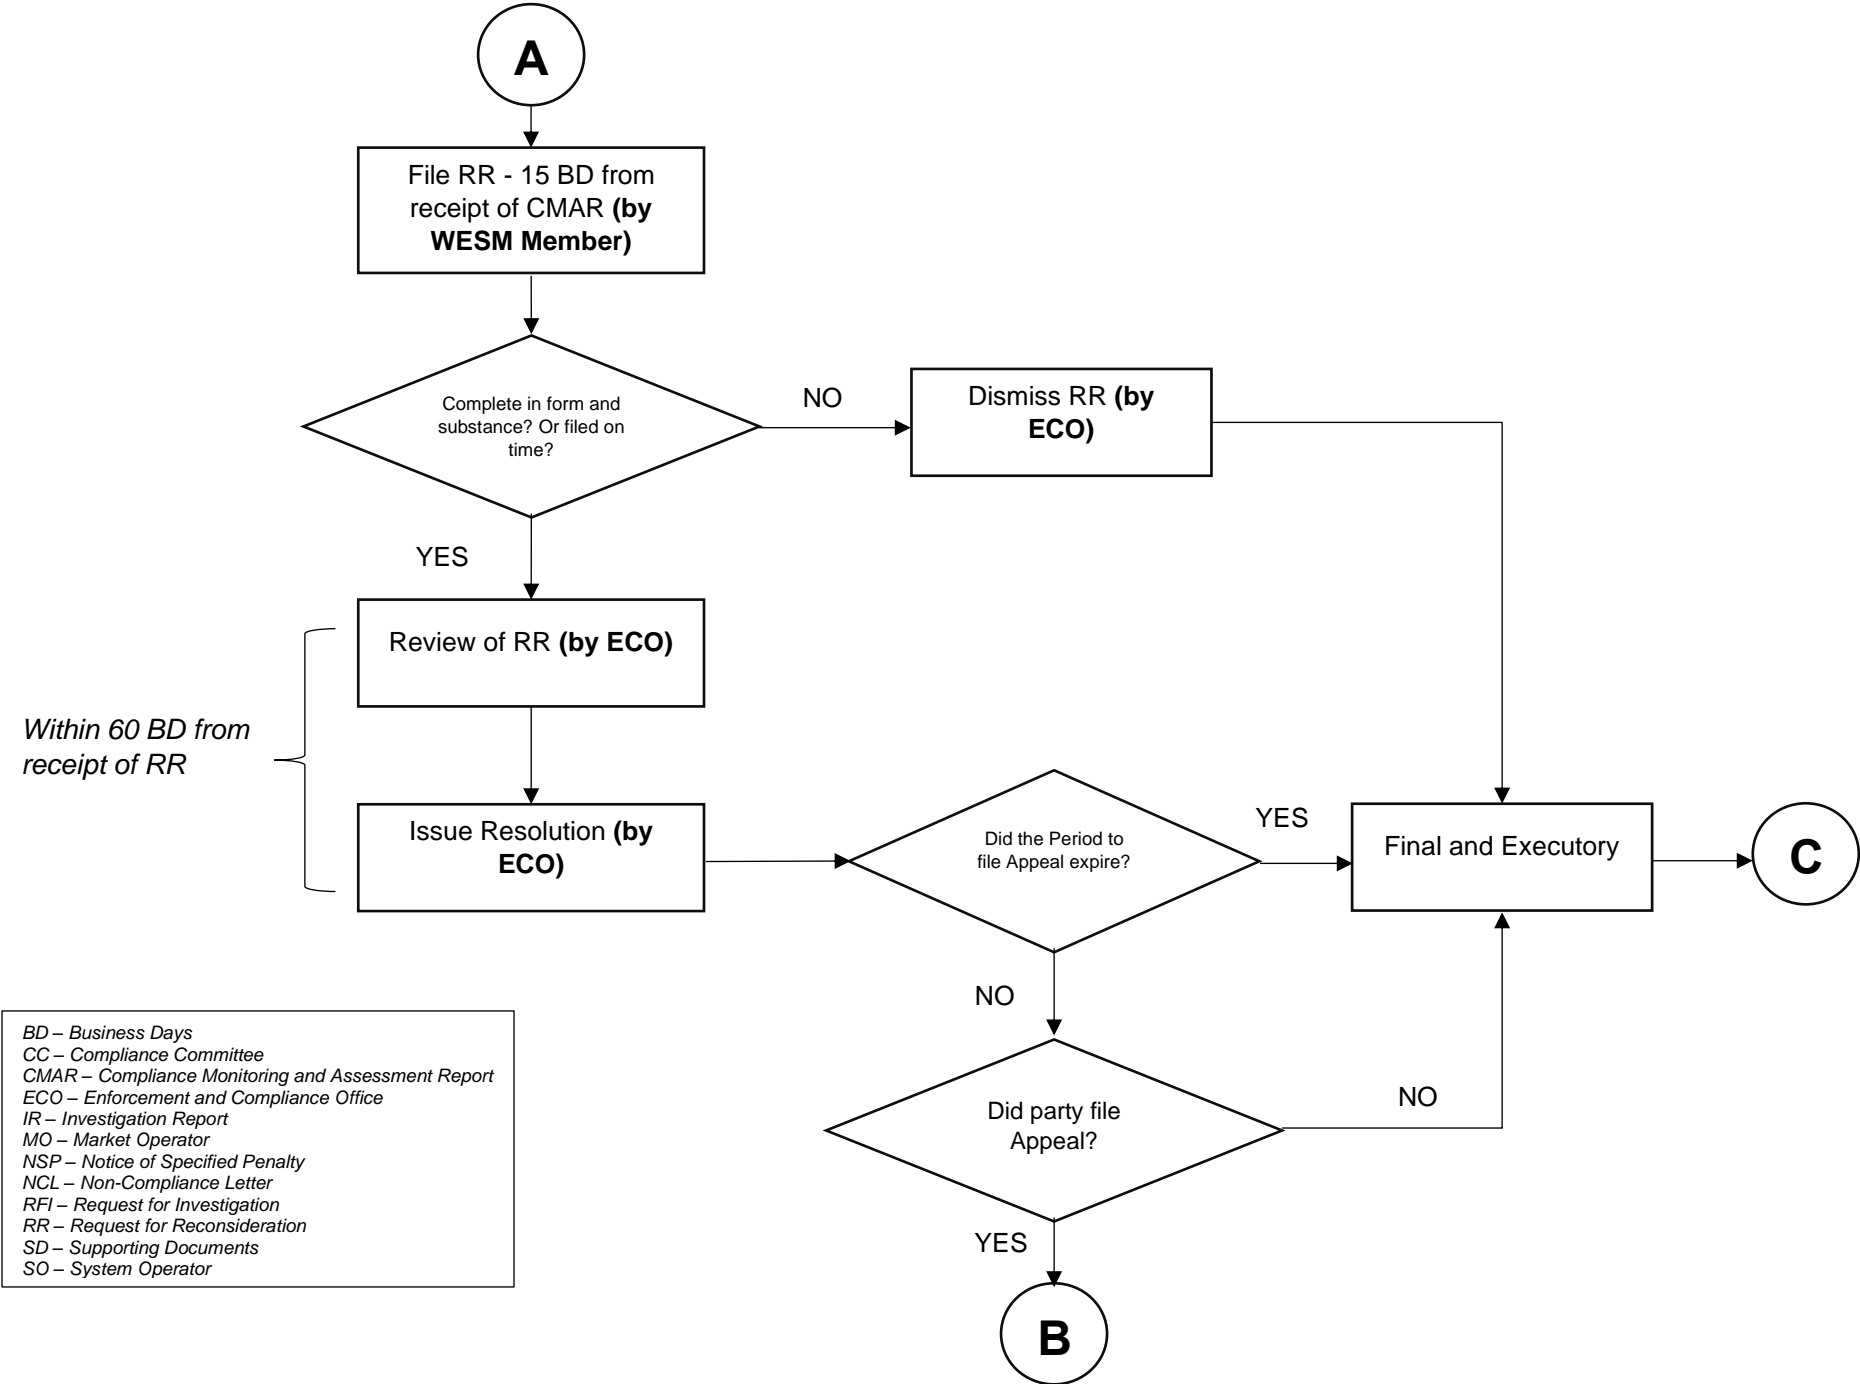 A
File RR - 15 BD from
receipt of CMAR (by
WESM Member)
Complete in form and
substance? Or filed on
time?
NO
Dismiss RR (by
ECO)
YES
Review of RR (by ECO)
Within 60 BD from
receipt of RR
Issue Resolution (by
ECO)
Did the Period to
file Appeal expire?
YES
Final and Executory
C
NO
Did party file
Appeal?
NO
YES
B
BD – Business Days
CC – Compliance Committee
CMAR – Compliance Monitoring and Assessment Report
ECO – Enforcement and Compliance Office
IR – Investigation Report
MO – Market Operator
NSP – Notice of Specified Penalty
NCL – Non-Compliance Letter
RFI – Request for Investigation
RR – Request for Reconsideration
SD – Supporting Documents
SO – System Operator